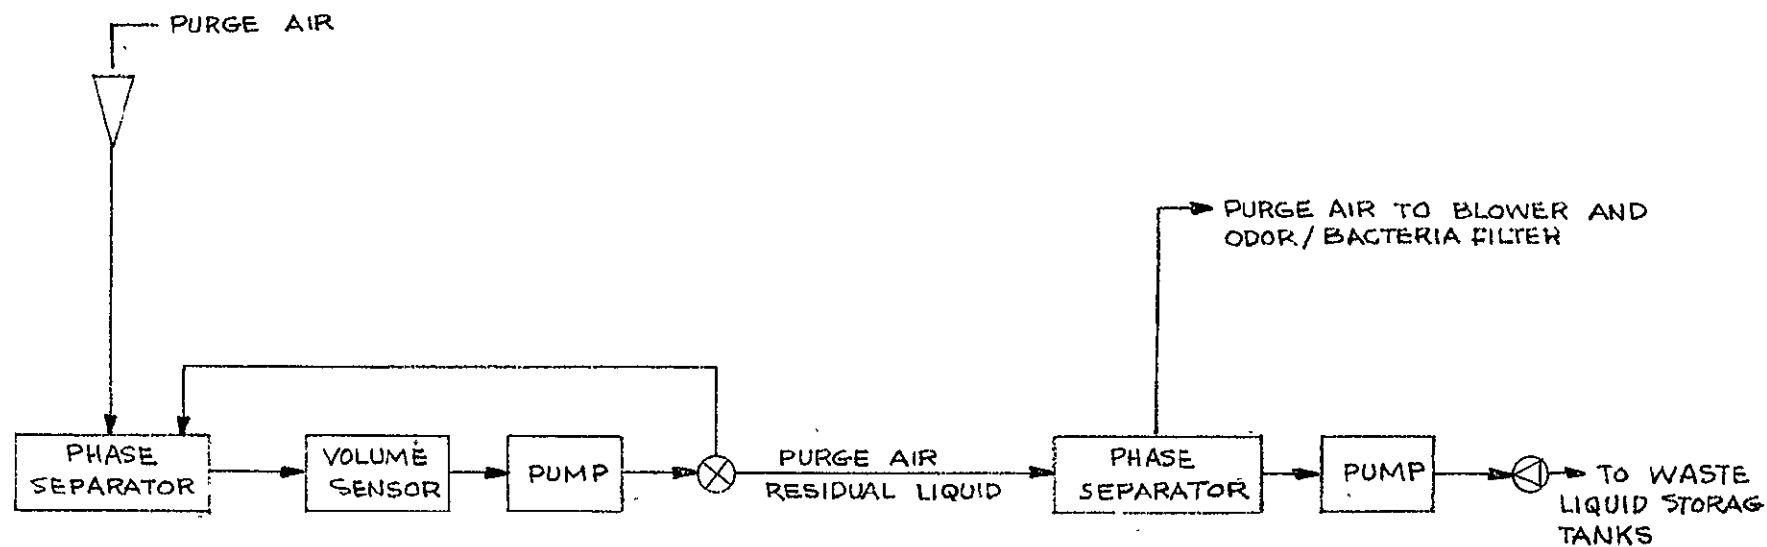 PURGE AIR
PURGE AIR TO BLOWER AND
ODOR/BACTERIA FILTER
PHASE
SEPARATOR
VOLUME
SENSOR
PUMP
PURGE AIR
RESIDUAL LIQUID
PHASE
SEPARATOR
PUMP
TO WASTE
LIQUID STORAG
TANKS